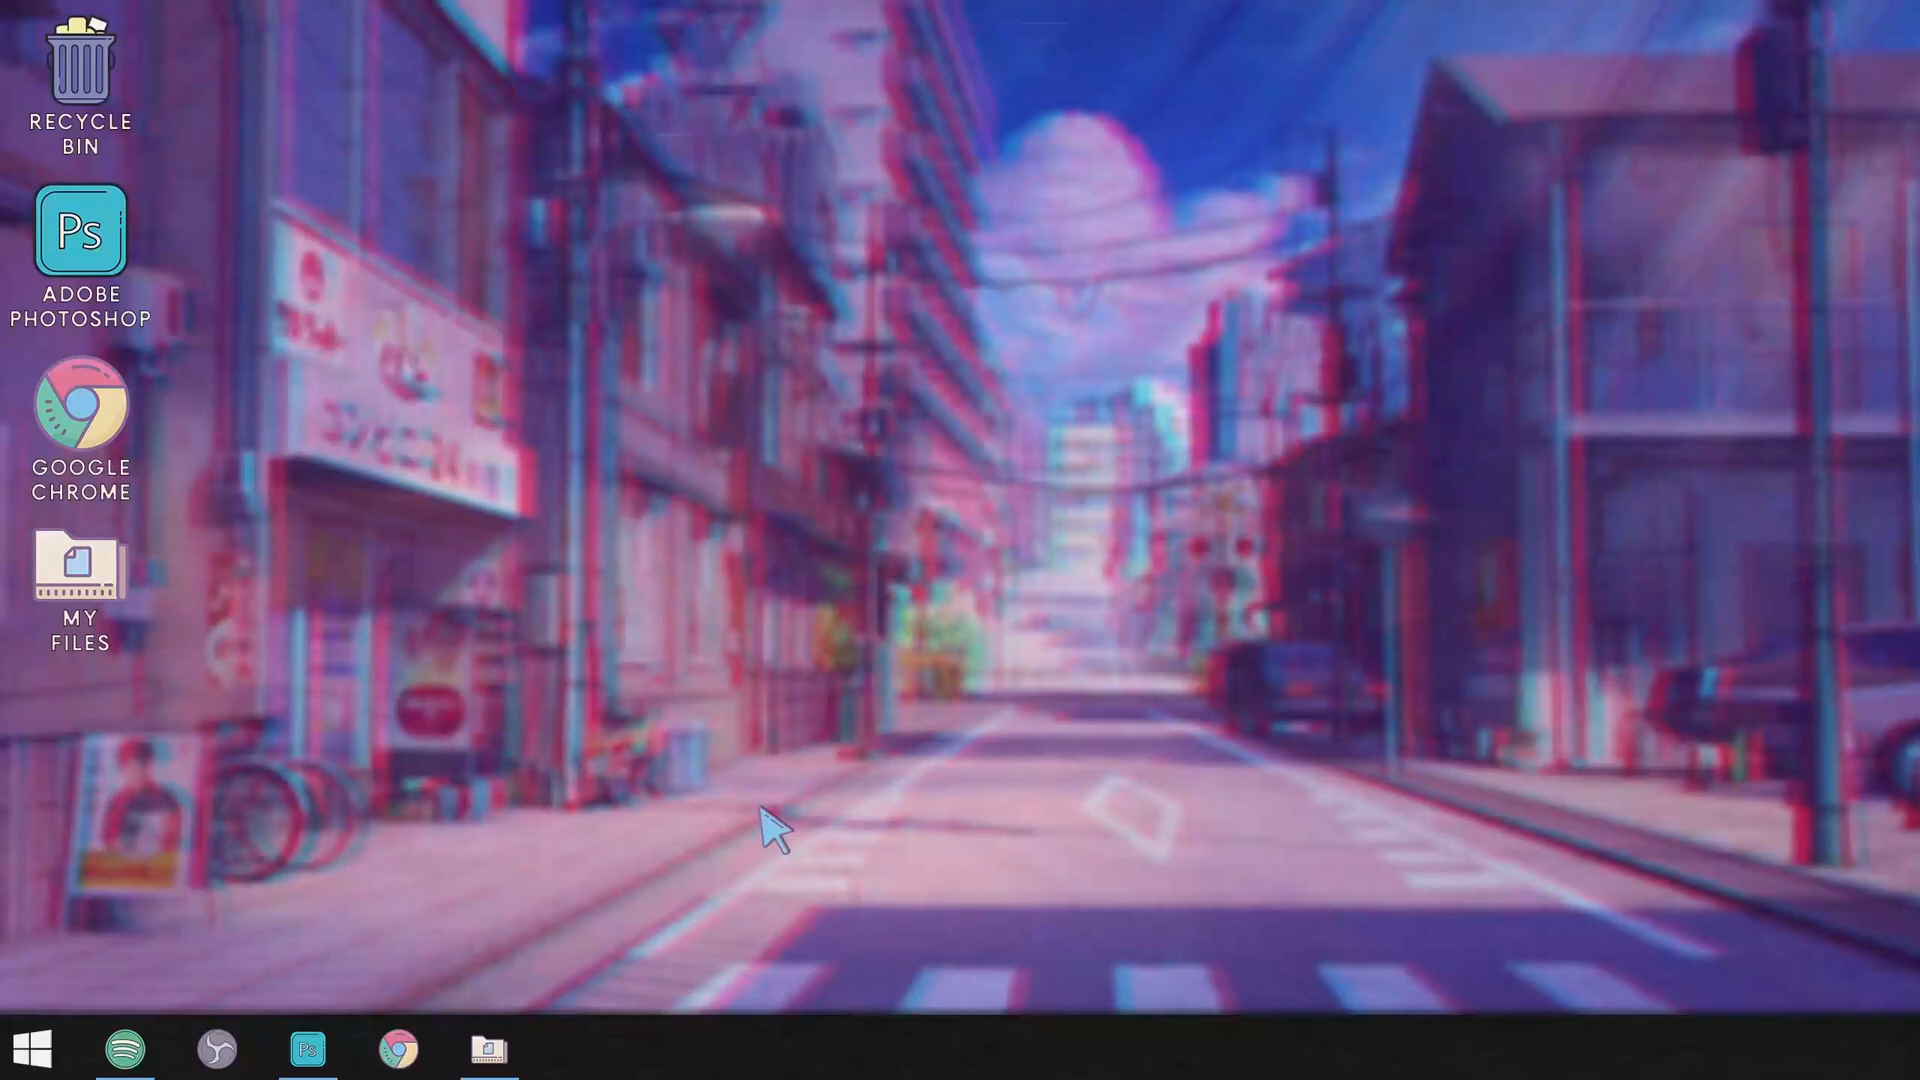 RECYCLE
BIN
Ps
ADOBE
PHOTOSHOP
GOOGLE
CHROME
MY
FILES
Ps